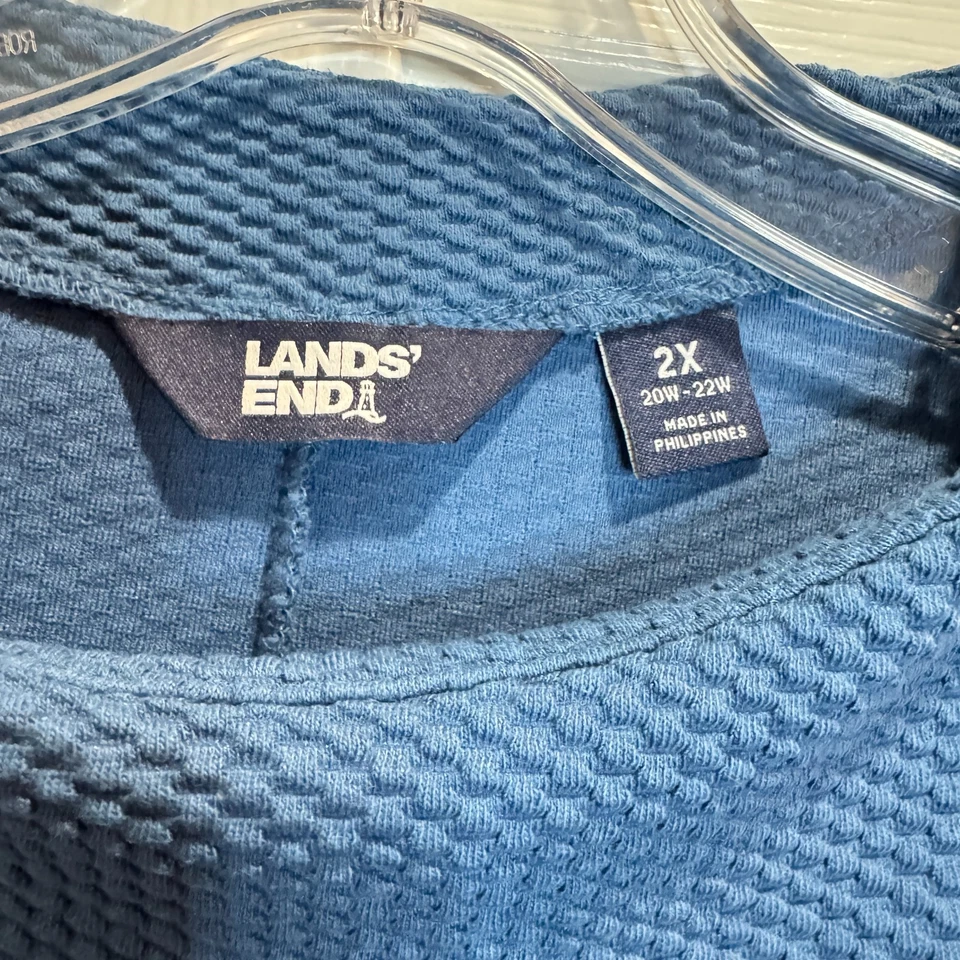 LANDS'
END
2X
20W - 22W
MADE IN
PHILIPPINES